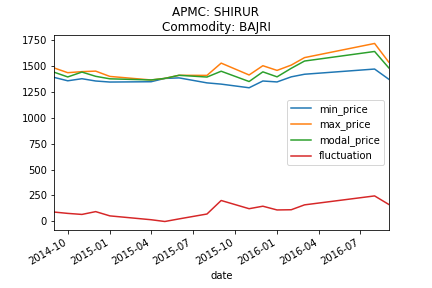 APMC: SHIRUR
Commodity: BAJRI
1750
1500
1250
1000
750
500
250
0
min_price
max_price
modal_price
fluctuation
2014-10
2015-01
2015-04
2015-07
2015-10
2016-01
2016-04
2016-07
date